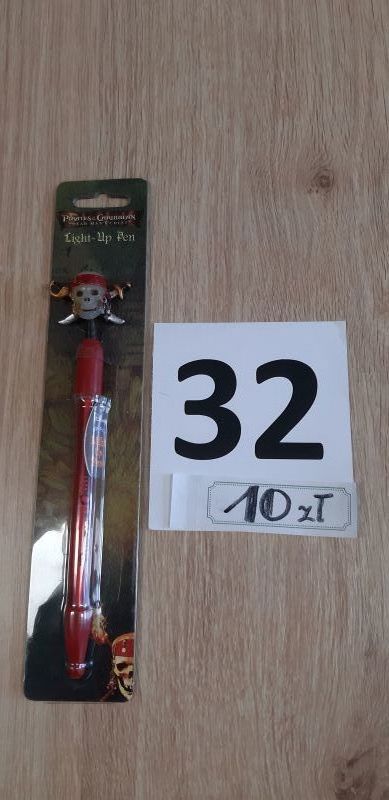 PIRATES of the CARIBBEAN
DEAD MAN'S CHEST
Light-Up Pen
32
10 zł